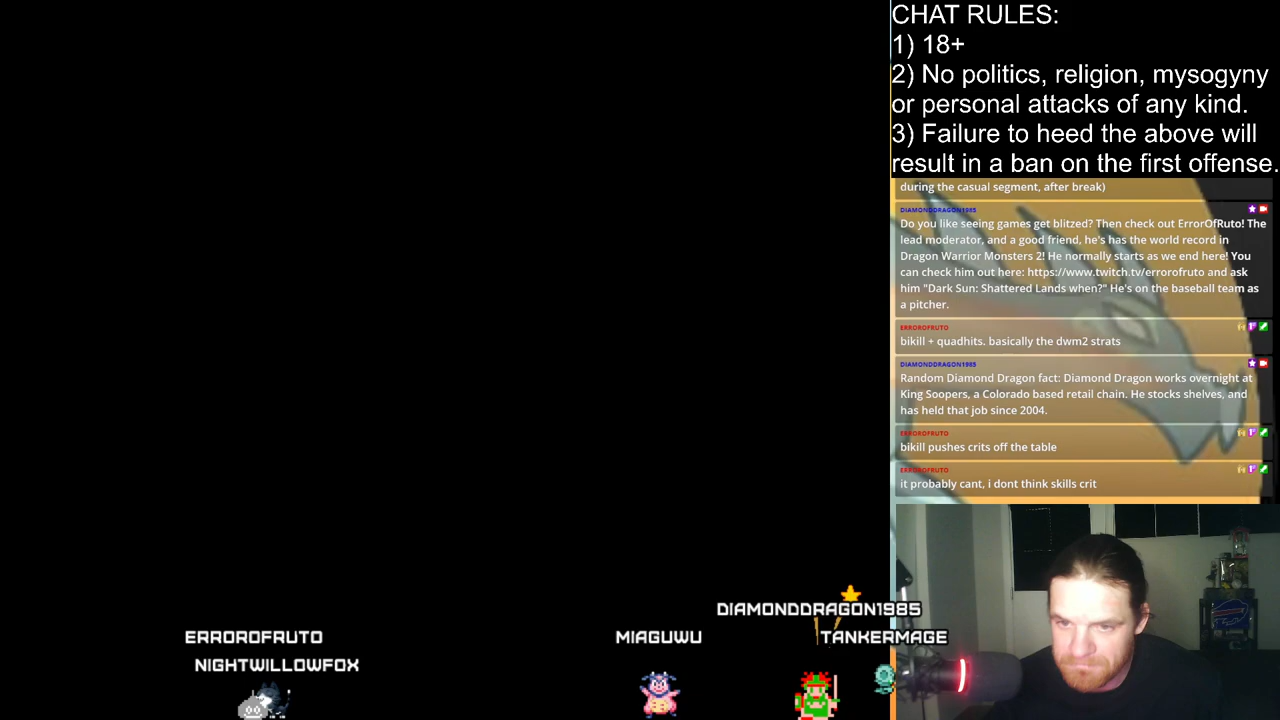 CHAT RULES:
1) 18+
2) No politics, religion, mysogyny
or personal attacks of any kind.
3) Failure to heed the above will
result in a ban on the first offense.
during the casual segment, after break)
DIAMONDDRAGON1985
Do you like seeing games get blitzed? Then check out ErrorOfRuto! The
lead moderator, and a good friend, he's has the world record in
Dragon Warrior Monsters 2! He normally starts as we end here! You
can check him out here: https://www.twitch.tv/errorofruto and ask
him "Dark Sun: Shattered Lands when?" He's on the baseball team as
a pitcher.
ERROROFRUTO
bikill + quadhits. basically the dwm2 strats
DIAMONDDRAGON1985
Random Diamond Dragon fact: Diamond Dragon works overnight at
King Soopers, a Colorado based retail chain. He stocks shelves, and
has held that job since 2004.
ERROROFRUTO
bikill pushes crits off the table
ERROROFRUTO
it probably cant, i dont think skills crit
DIAMONDDRAGON1985
ERROROFRUTO
MIAGUWU
TANKERMAGE
NIGHTWILLOWFOX